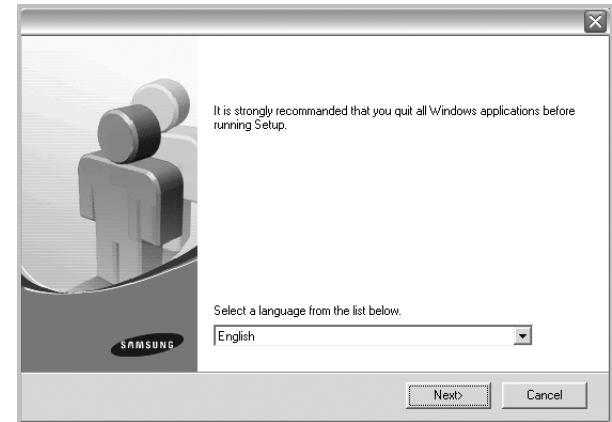 It is strongly recommanded that you quit all Windows applications before
running Setup.
Select a language from the list below.
English
SAMSUNG
Next>
Cancel